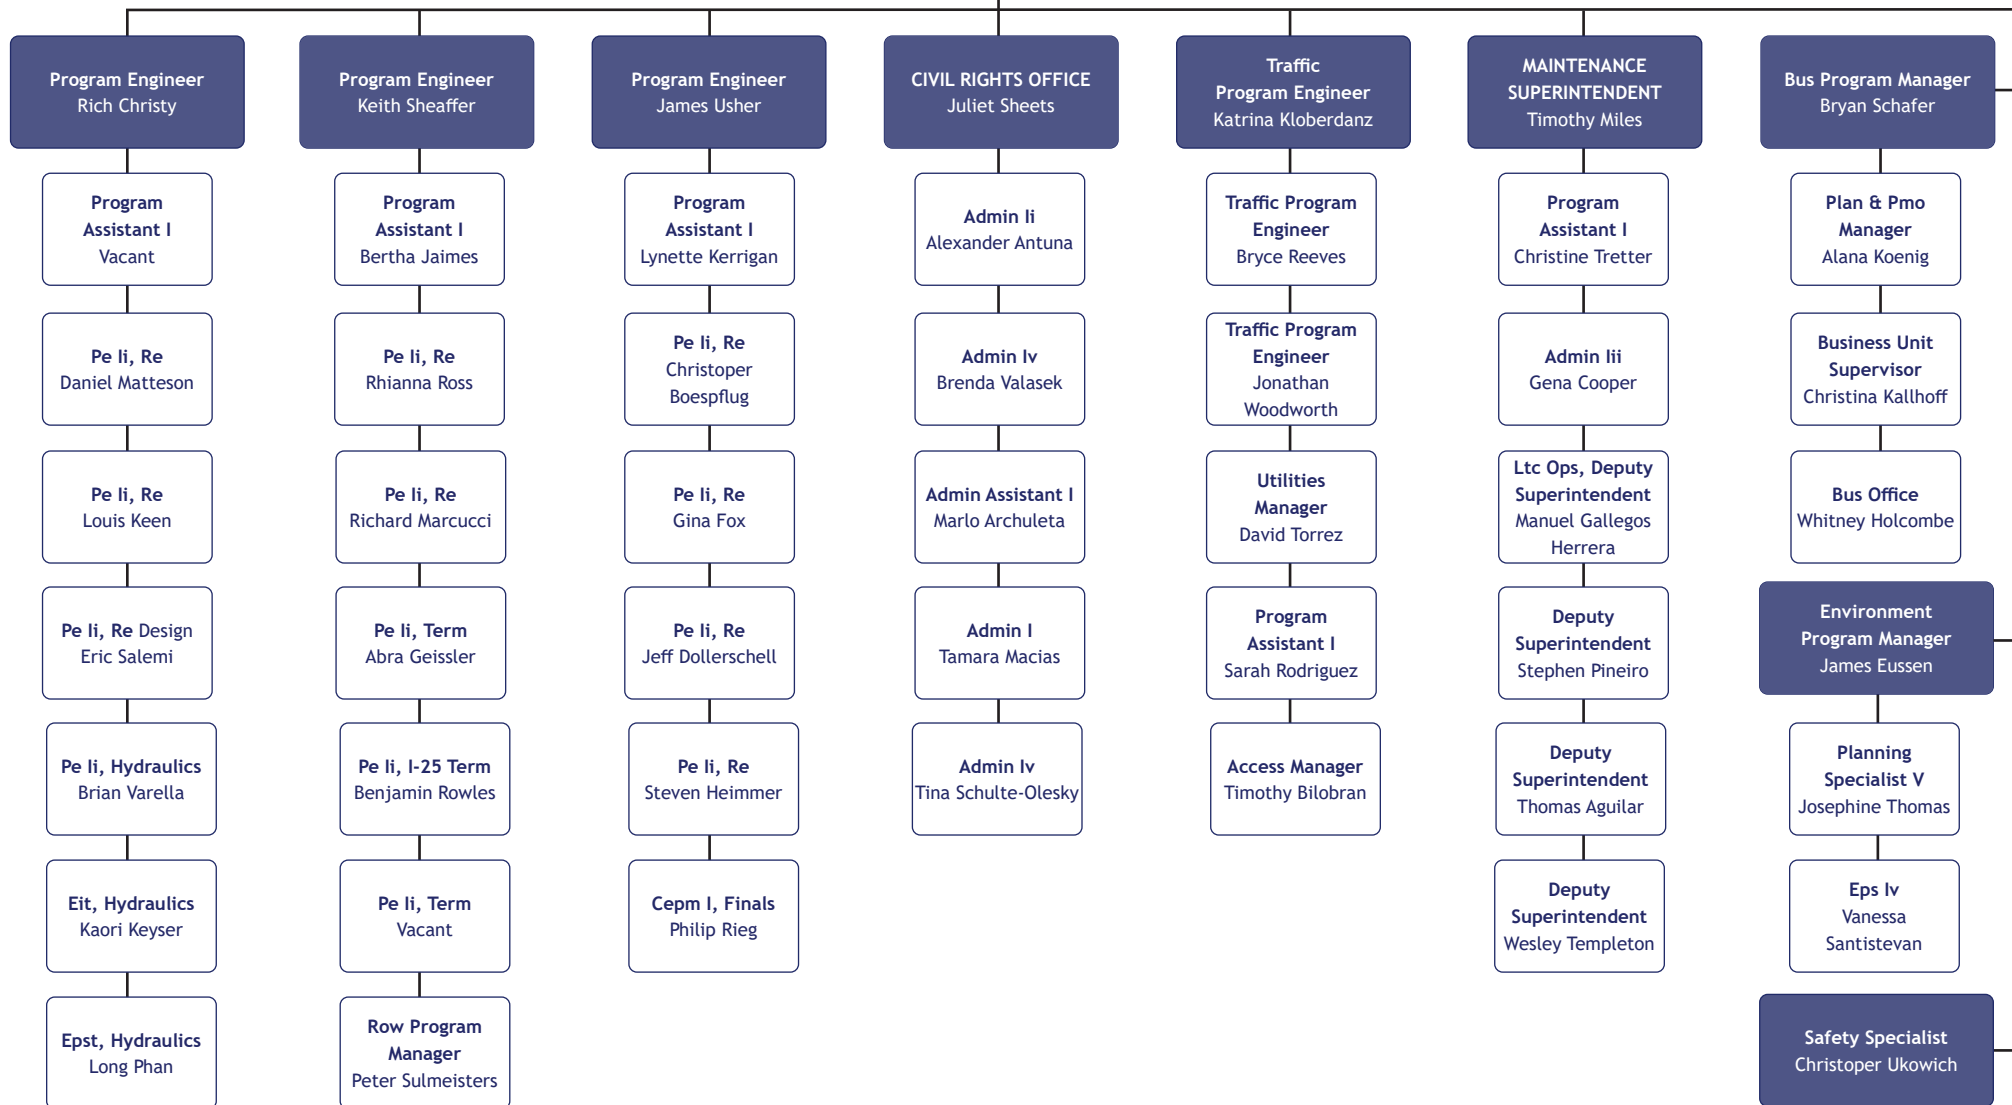 Program Engineer
Rich Christy
Program
Assistant I
Vacant
Pe Ii, Re
Daniel Matteson
Pe Ii, Re
Louis Keen
Pe Ii, Re Design
Eric Salemi
Pe Ii, Hydraulics
Brian Varella
Eit, Hydraulics
Kaori Keyser
Epst, Hydraulics
Long Phan
Program Engineer
Keith Sheaffer
Program
Assistant I
Bertha Jaimes
Pe Ii, Re
Rhianna Ross
Pe Ii, Re
Richard Marcucci
Pe Ii, Term
Abra Geissler
Pe Ii, I-25 Term
Benjamin Rowles
Pe Ii, Term
Vacant
Row Program
Manager
Peter Sulmeisters
Program Engineer
James Usher
Program
Assistant I
Lynette Kerrigan
Pe Ii, Re
Christoper
Boespflug
Pe Ii, Re
Gina Fox
Pe Ii, Re
Jeff Dollerschell
Pe Ii, Re
Steven Heimmer
Cepm I, Finals
Philip Rieg
CIVIL RIGHTS OFFICE
Juliet Sheets
Admin Ii
Alexander Antuna
Admin Iv
Brenda Valasek
Admin Assistant I
Marlo Archuleta
Admin I
Tamara Macias
Admin Iv
Tina Schulte-Olesky
Traffic
Program Engineer
Katrina Kloberdanz
Traffic Program
Engineer
Bryce Reeves
Traffic Program
Engineer
Jonathan
Woodworth
Utilities
Manager
David Torrez
Program
Assistant I
Sarah Rodriguez
Access Manager
Timothy Bilobran
MAINTENANCE
SUPERINTENDENT
Timothy Miles
Program
Assistant I
Christine Tretter
Admin Iii
Gena Cooper
Ltc Ops, Deputy
Superintendent
Manuel Gallegos
Herrera
Deputy
Superintendent
Stephen Pineiro
Deputy
Superintendent
Thomas Aguilar
Deputy
Superintendent
Wesley Templeton
Bus Program Manager
Bryan Schafer
Plan & Pmo
Manager
Alana Koenig
Business Unit
Supervisor
Christina Kallhoff
Bus Office
Whitney Holcombe
Environment
Program Manager
James Eussen
Planning
Specialist V
Josephine Thomas
Eps Iv
Vanessa
Santistevan
Safety Specialist
Christoper Ukowich